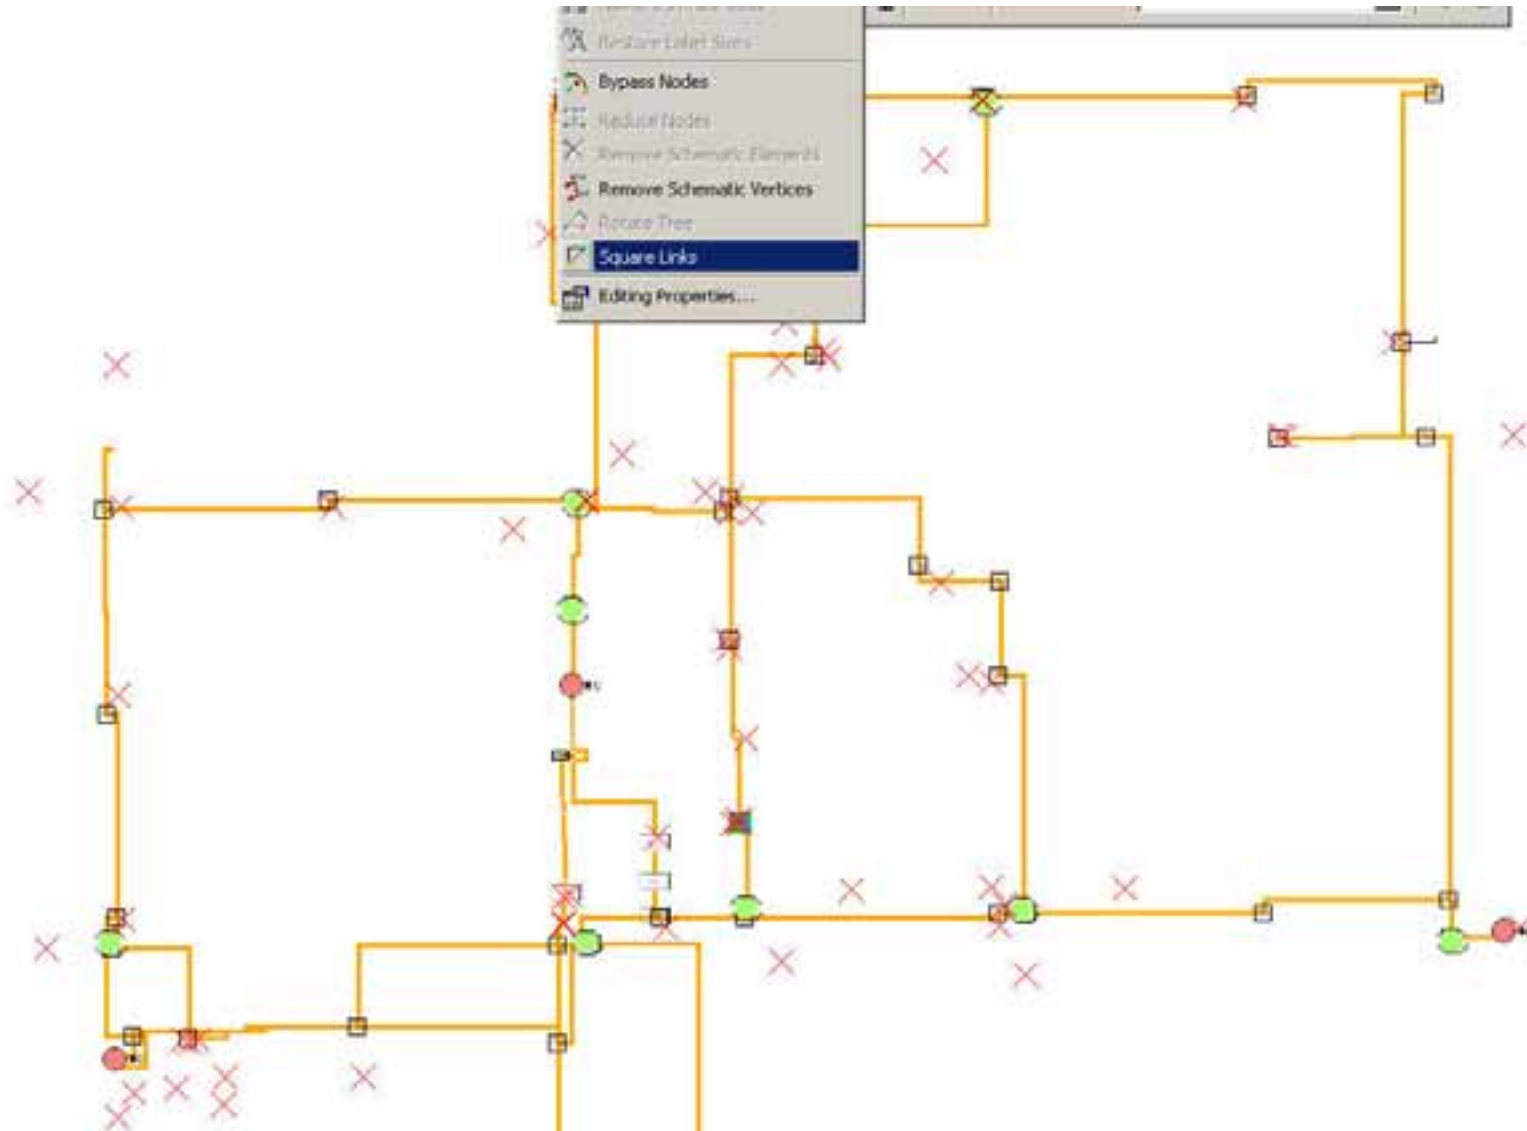 Restore Label Sizes
Bypass Nodes
Reduce Nodes
Remove Schematic Elements
Remove Schematic Vertices
Rotate Tree
Square Links
Editing Properties...